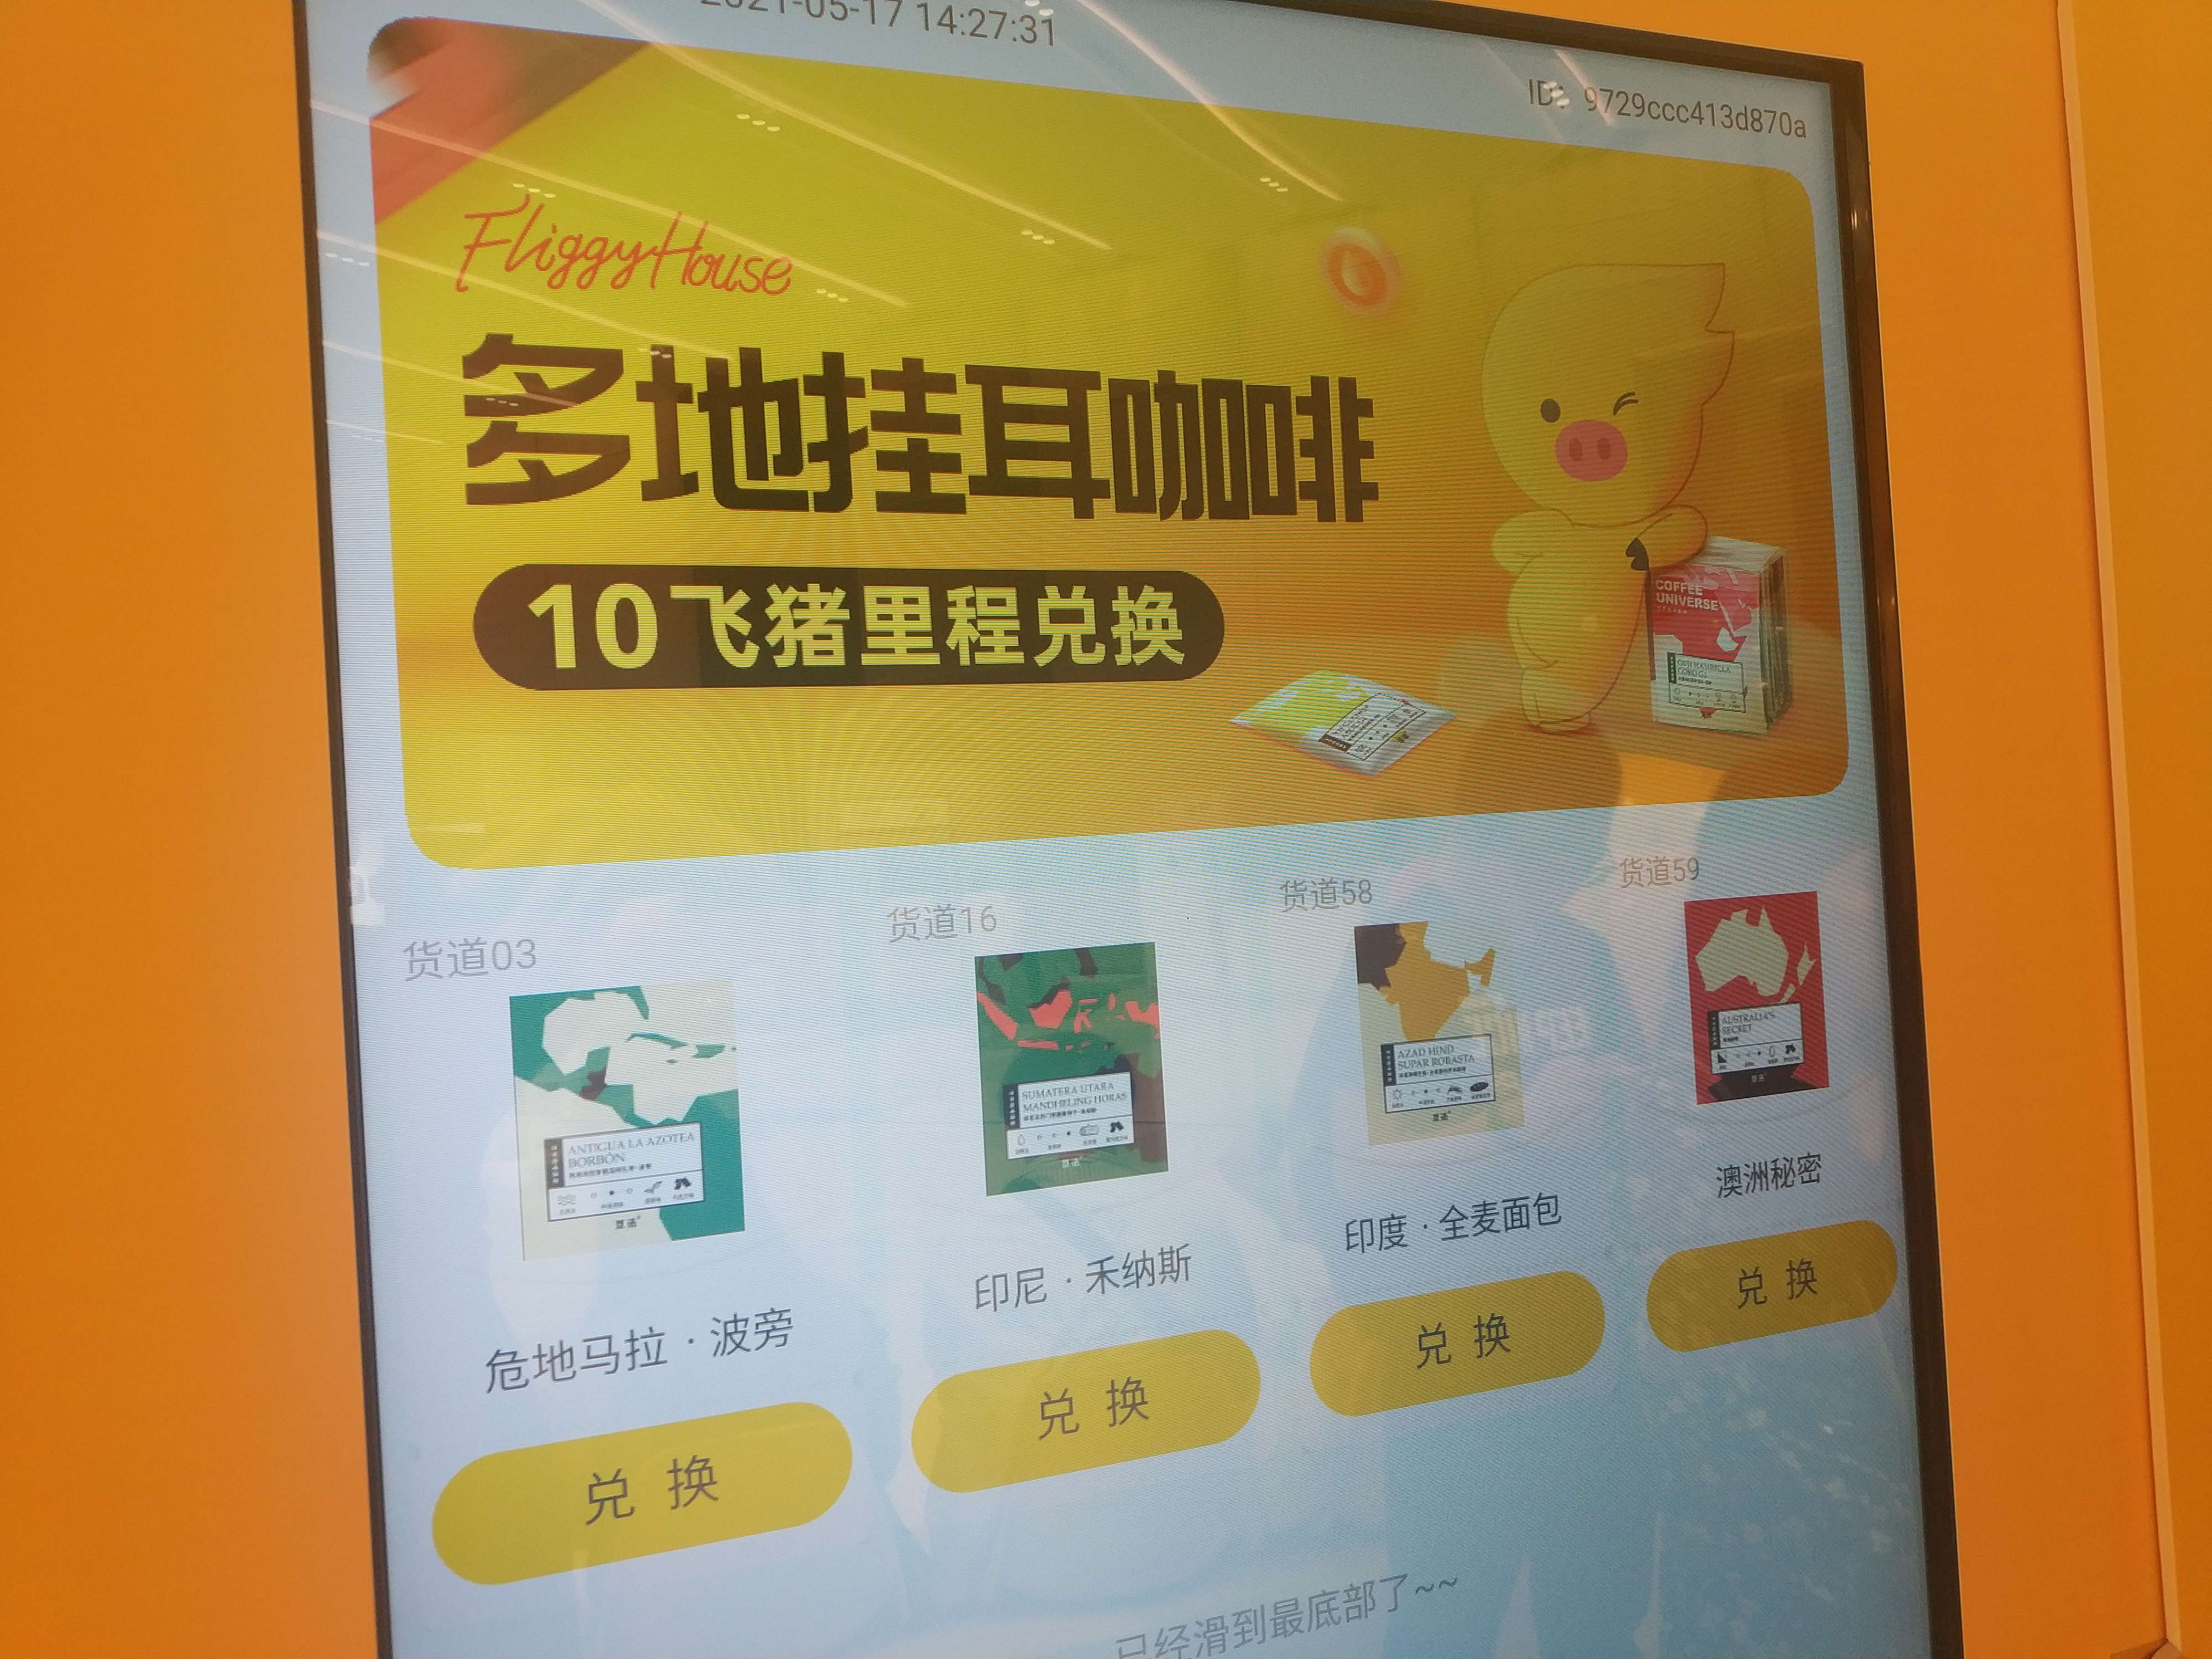 2021-05-17 14:27:31
ID: 9729ccc413d870a
FliggyHouse
多地挂耳咖啡
10飞猪里程兑换
COFFEE
UNIVERSE
货道03
货道16
货道58
货道59
ANTIGUA LA AZOTEA
BORBÓN
SUMATERA UTARA
MANDHELING HORAS
AZAD HIND
SUPAR ROBASTA
AUSTRALIA'S
SECRET
危地马拉·波旁
印尼·禾纳斯
印度·全麦面包
澳洲秘密
兑 换
兑 换
兑 换
兑 换
已经滑到最底部了~~